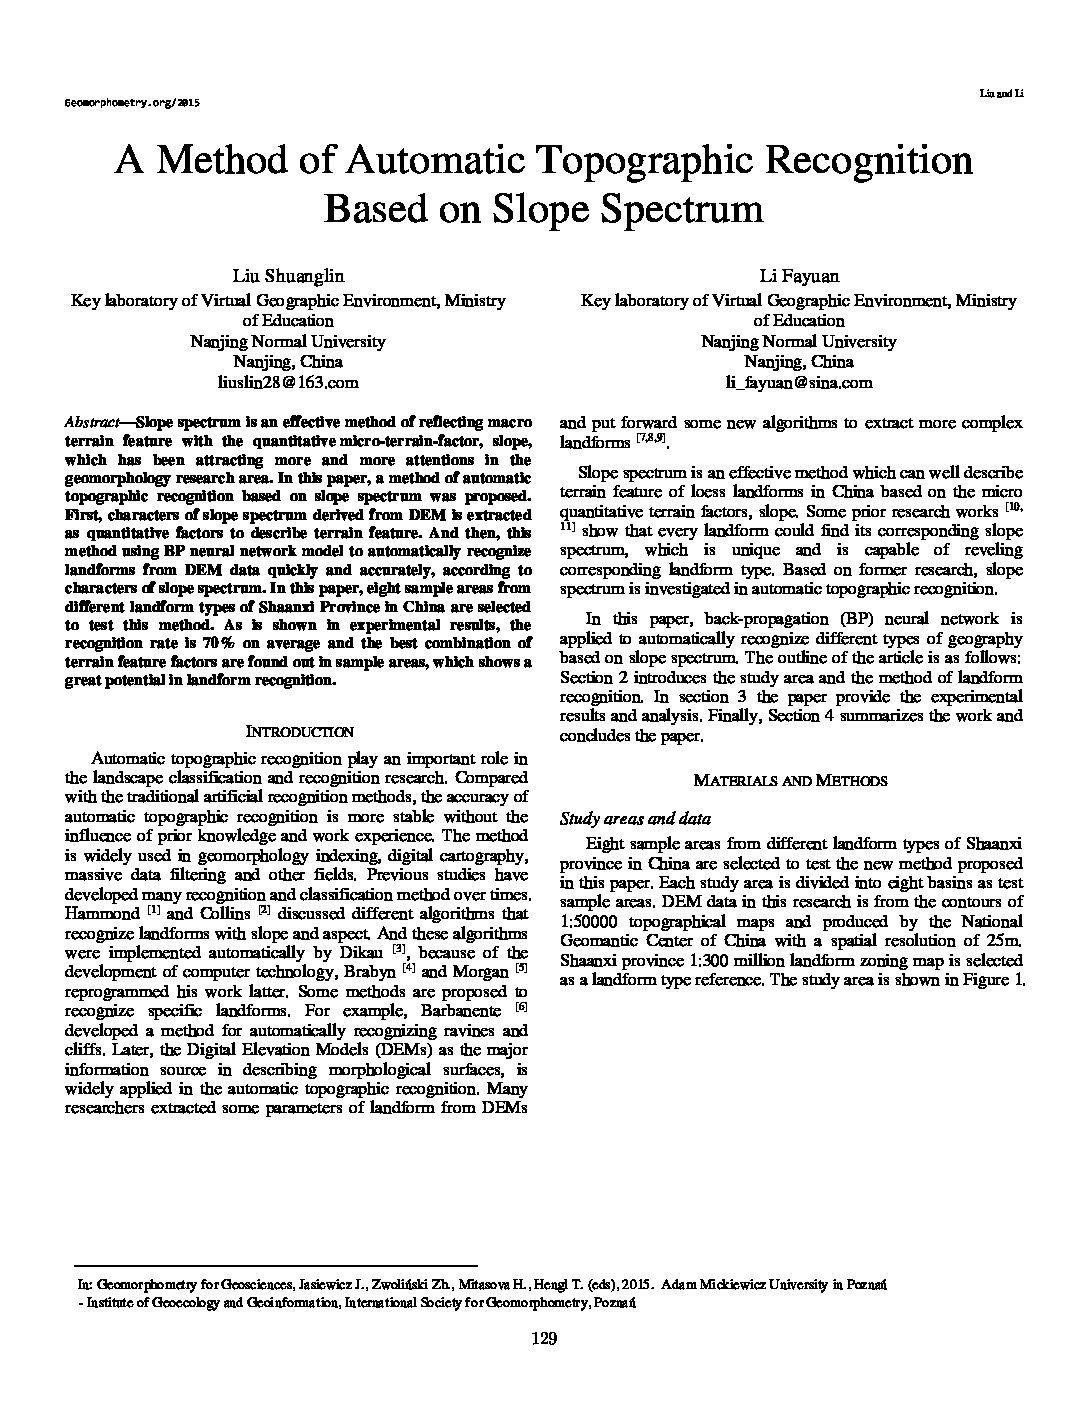 Geomorphometry.org/2015
Liu and Li
A Method of Automatic Topographic Recognition
Based on Slope Spectrum
Liu Shuanglin
Key laboratory of Virtual Geographic Environment, Ministry
of Education
Nanjing Normal University
Nanjing, China
liuslin28@163.com
Li Fayuan
Key laboratory of Virtual Geographic Environment, Ministry
of Education
Nanjing Normal University
Nanjing, China
li_fayuan@sina.com
Abstract—Slope spectrum is an effective method of reflecting macro
terrain feature with the quantitative micro-terrain-factor, slope,
which has been attracting more and more attentions in the
geomorphology research area. In this paper, a method of automatic
topographic recognition based on slope spectrum was proposed.
First, characters of slope spectrum derived from DEM is extracted
as quantitative factors to describe terrain feature. And then, this
method using BP neural network model to automatically recognize
landforms from DEM data quickly and accurately, according to
characters of slope spectrum. In this paper, eight sample areas from
different landform types of Shaanxi Province in China are selected
to test this method. As is shown in experimental results, the
recognition rate is 70% on average and the best combination of
terrain feature factors are found out in sample areas, which shows a
great potential in landform recognition.
INTRODUCTION
Automatic topographic recognition play an important role in
the landscape classification and recognition research. Compared
with the traditional artificial recognition methods, the accuracy of
automatic topographic recognition is more stable without the
influence of prior knowledge and work experience. The method
is widely used in geomorphology indexing, digital cartography,
massive data filtering and other fields. Previous studies have
developed many recognition and classification method over times.
Hammond [1] and Collins [2] discussed different algorithms that
recognize landforms with slope and aspect. And these algorithms
were implemented automatically by Dikau [3], because of the
development of computer technology, Brabyn [4] and Morgan [5]
reprogrammed his work latter. Some methods are proposed to
recognize specific landforms. For example, Barbanente [6]
developed a method for automatically recognizing ravines and
cliffs. Later, the Digital Elevation Models (DEMs) as the major
information source in describing morphological surfaces, is
widely applied in the automatic topographic recognition. Many
researchers extracted some parameters of landform from DEMs
and put forward some new algorithms to extract more complex
landforms [7,8,9].
Slope spectrum is an effective method which can well describe
terrain feature of loess landforms in China based on the micro
quantitative terrain factors, slope. Some prior research works [10,
11] show that every landform could find its corresponding slope
spectrum, which is unique and is capable of reveling
corresponding landform type. Based on former research, slope
spectrum is investigated in automatic topographic recognition.
In this paper, back-propagation (BP) neural network is
applied to automatically recognize different types of geography
based on slope spectrum. The outline of the article is as follows:
Section 2 introduces the study area and the method of landform
recognition. In section 3 the paper provide the experimental
results and analysis. Finally, Section 4 summarizes the work and
concludes the paper.
MATERIALS AND METHODS
Study areas and data
Eight sample areas from different landform types of Shaanxi
province in China are selected to test the new method proposed
in this paper. Each study area is divided into eight basins as test
sample areas. DEM data in this research is from the contours of
1:50000 topographical maps and produced by the National
Geomantic Center of China with a spatial resolution of 25m.
Shaanxi province 1:300 million landform zoning map is selected
as a landform type reference. The study area is shown in Figure 1.
In: Geomorphometry for Geosciences, Jasiewicz J., Zwoliński Zb., Mitasova H., Hengl T. (eds), 2015. Adam Mickiewicz University in Poznań
- Institute of Geoecology and Geoinformation, International Society for Geomorphometry, Poznań
129